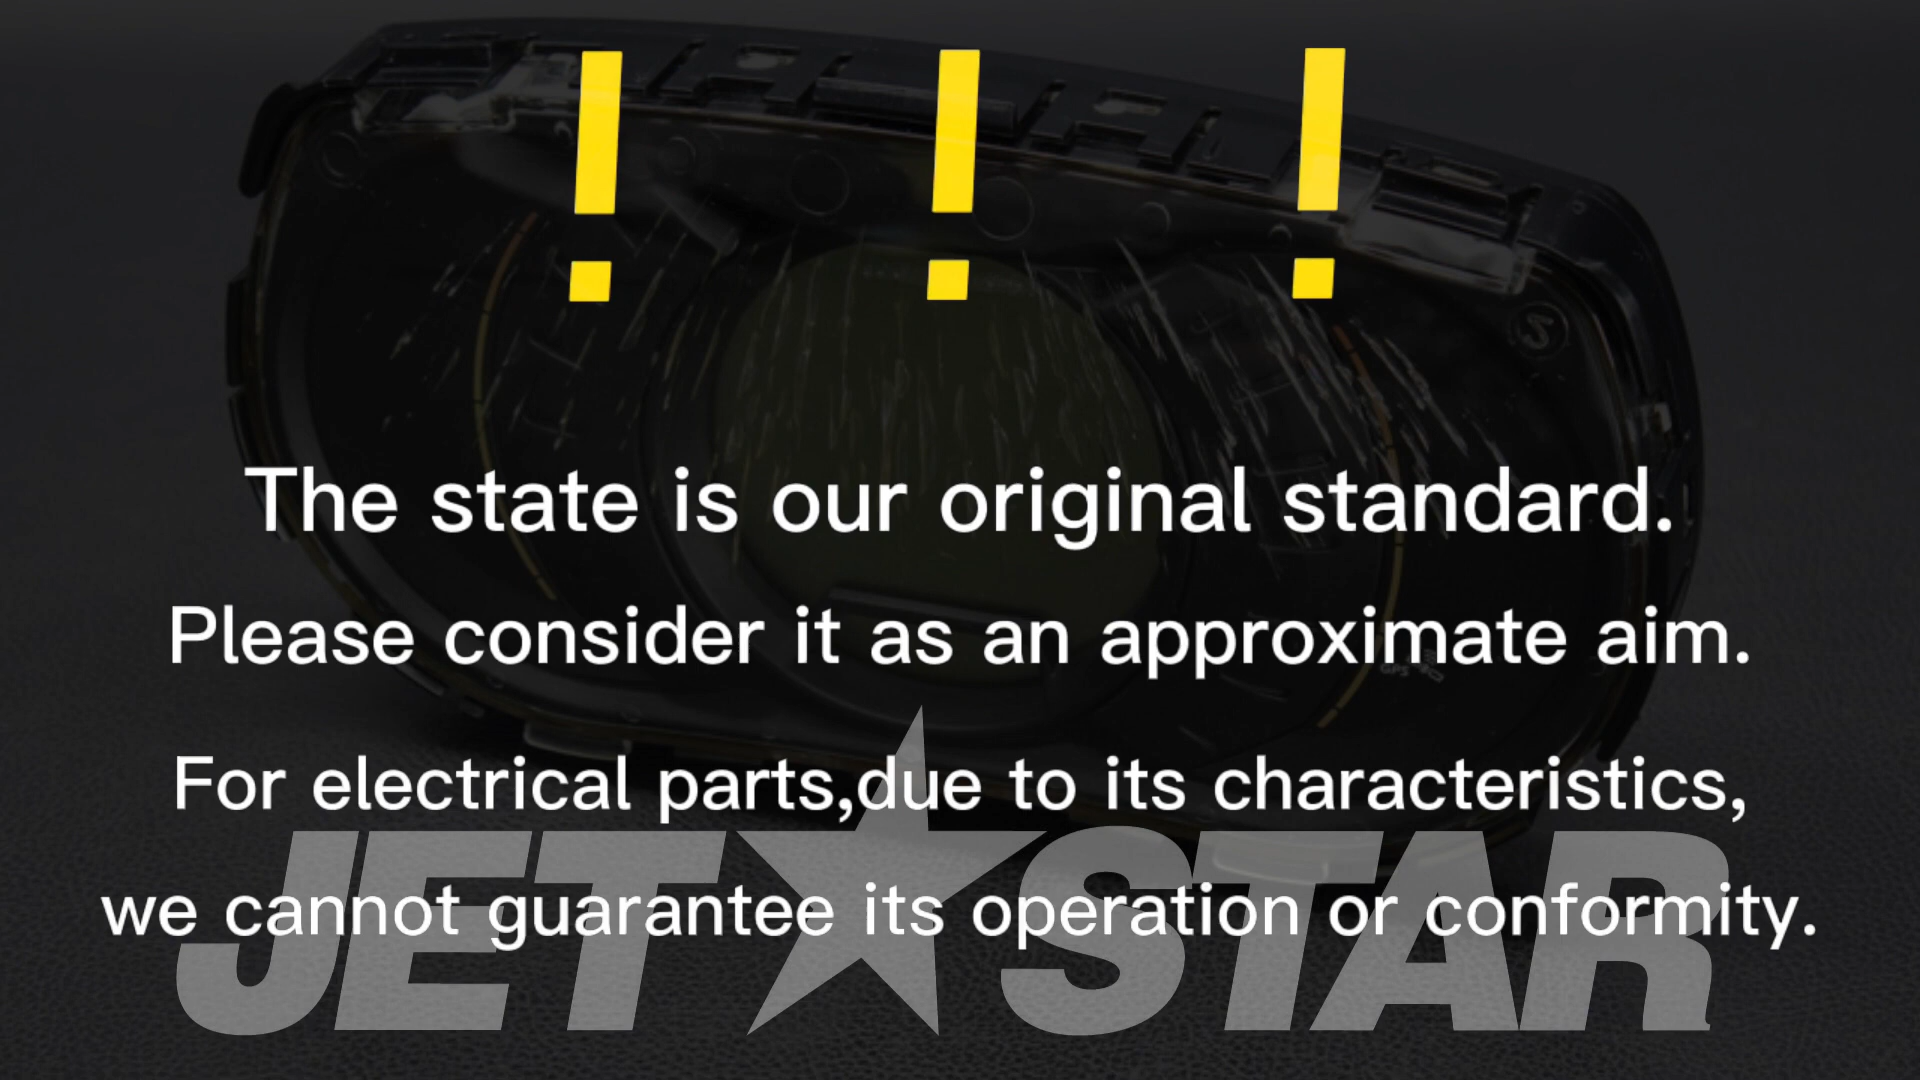 ! ! !
The state is our original standard.
Please consider it as an approximate aim.
For electrical parts,due to its characteristics,
we cannot guarantee its operation or conformity.
JET★STAR
S